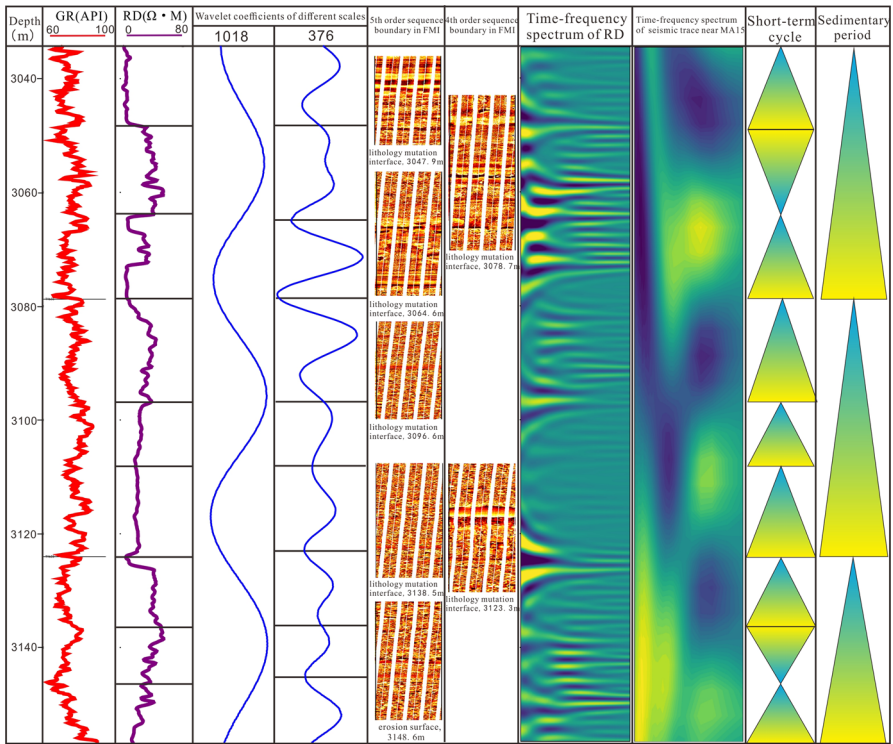 Depth
(m)
GR(API)
60 100
RD(Ω·M)
0 80
Wavelet coefficients of different scales
1018
376
5th order sequence
boundary in FMI
4th order sequence
boundary in FMI
Time-frequency
spectrum of RD
Time-frequency spectrum
of seismic trace near MA15
Short-term
cycle
Sedimentary
period
3040
3060
3080
3100
3120
3140
lithology mutation
interface, 3047.9m
lithology mutation
interface, 3064.6m
lithology mutation
interface, 3096.6m
lithology mutation
interface, 3138.5m
erosion surface,
3148.6m
lithology mutation
interface, 3078.7m
lithology mutation
interface, 3123.3m